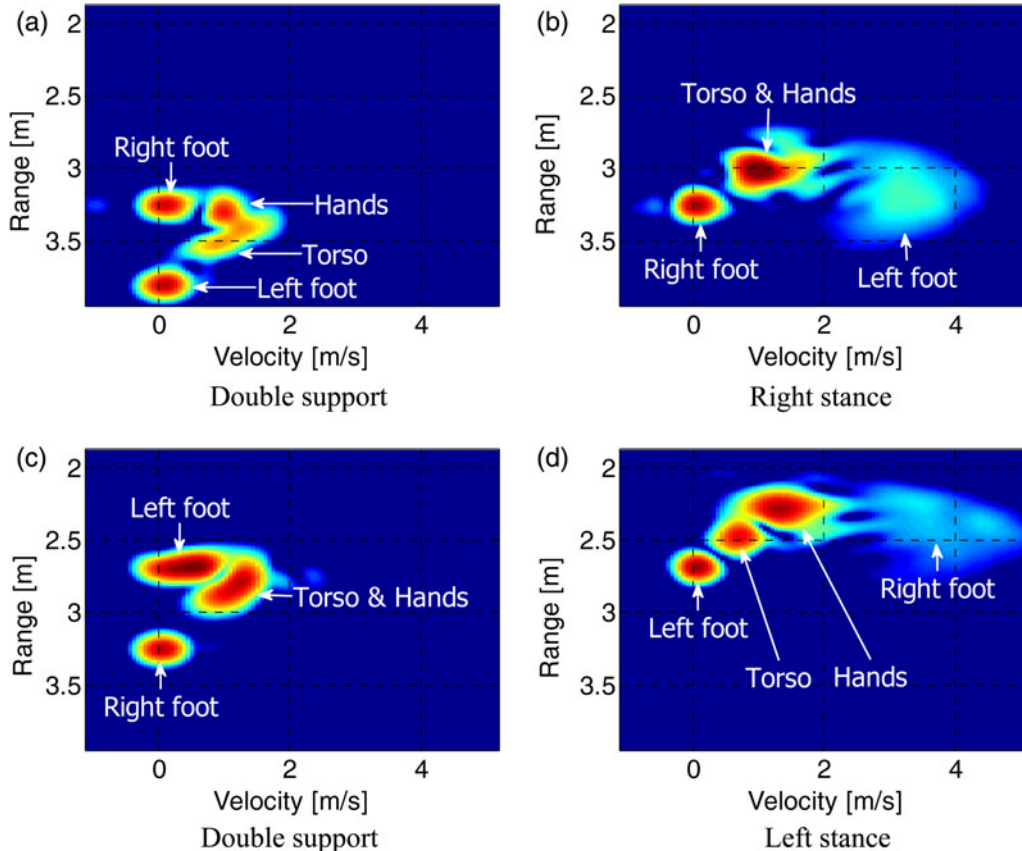 (a)
2
2.5
3
3.5
Range [m]
Right foot
Hands
Torso
Left foot
0 2 4
Velocity [m/s]
Double support
(b)
2
2.5
3
3.5
Range [m]
Torso & Hands
Right foot
Left foot
0 2 4
Velocity [m/s]
Right stance
(c)
2
2.5
3
3.5
Range [m]
Left foot
Torso & Hands
Right foot
0 2 4
Velocity [m/s]
Double support
(d)
2
2.5
3
3.5
Range [m]
Right foot
Left foot
Torso Hands
0 2 4
Velocity [m/s]
Left stance